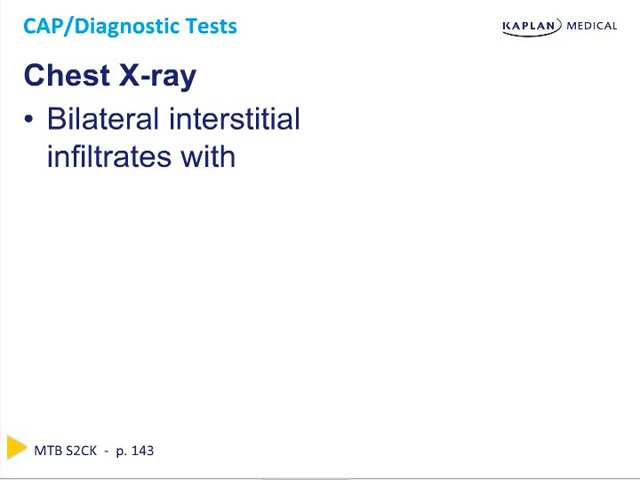 CAP/Diagnostic Tests
KAPLAN MEDICAL
Chest X-ray
• Bilateral interstitial
infiltrates with
MTB S2CK - p. 143